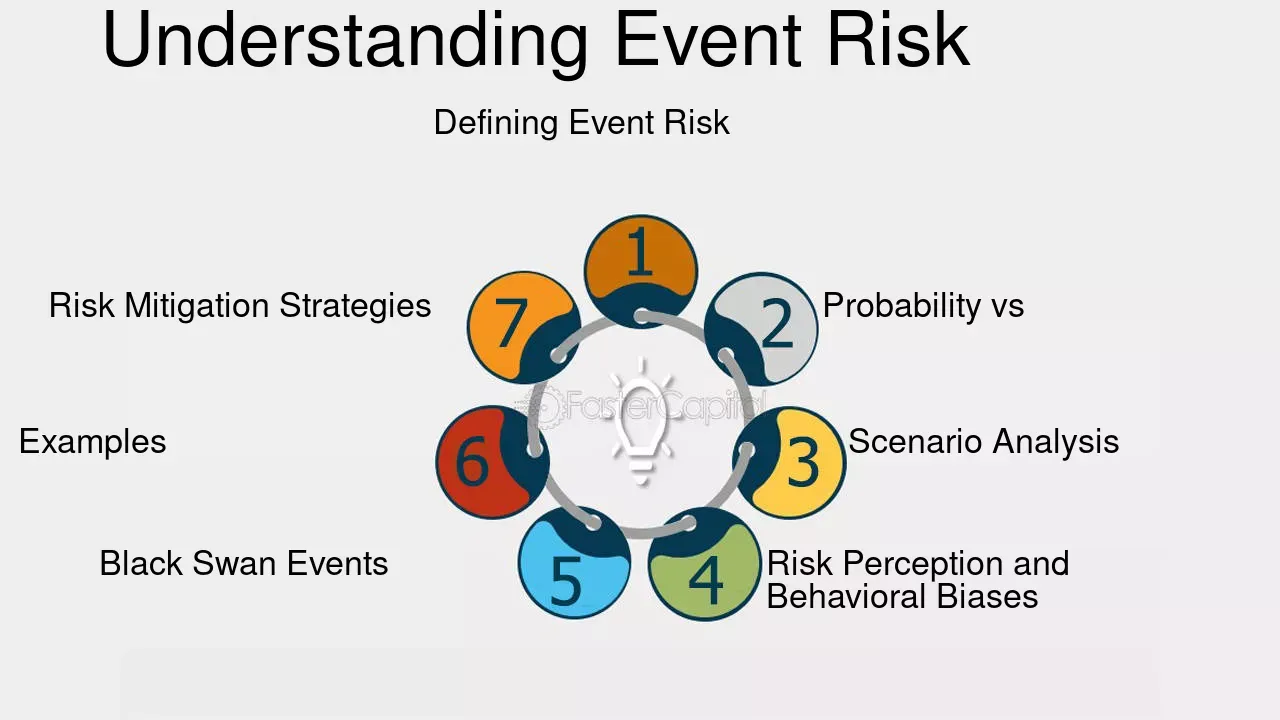 Understanding Event Risk
Defining Event Risk
1
2
Probability vs
3
Scenario Analysis
4
Risk Perception and
Behavioral Biases
5
Black Swan Events
6
Examples
7
Risk Mitigation Strategies
FasterCapital